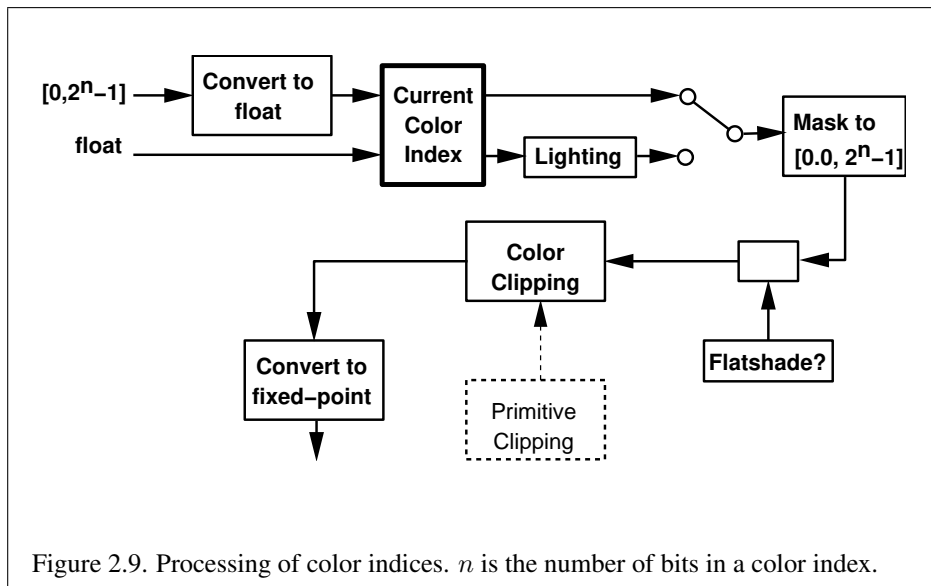 [0,2ⁿ−1]
Convert to
float
float
Current
Color
Index
Lighting
Mask to
[0.0, 2ⁿ−1]
Color
Clipping
Flatshade?
Convert to
fixed−point
Primitive
Clipping
Figure 2.9. Processing of color indices. n is the number of bits in a color index.